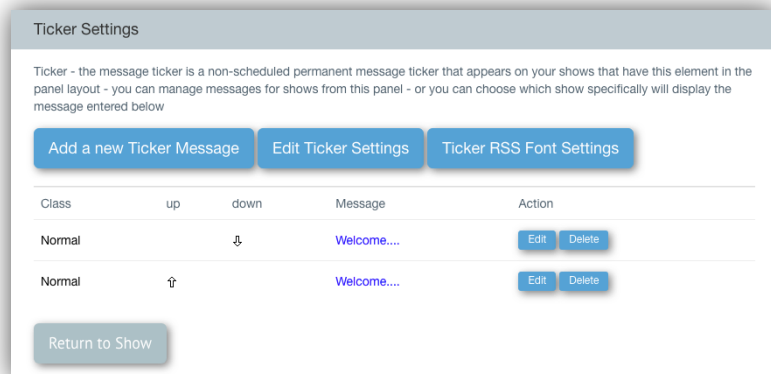 Ticker Settings
Ticker - the message ticker is a non-scheduled permanent message ticker that appears on your shows that have this element in the
panel layout - you can manage messages for shows from this panel - or you can choose which show specifically will display the
message entered below
Add a new Ticker Message Edit Ticker Settings Ticker RSS Font Settings
Class up down Message Action
Normal Welcome.... Edit Delete
Normal Welcome.... Edit Delete
Return to Show